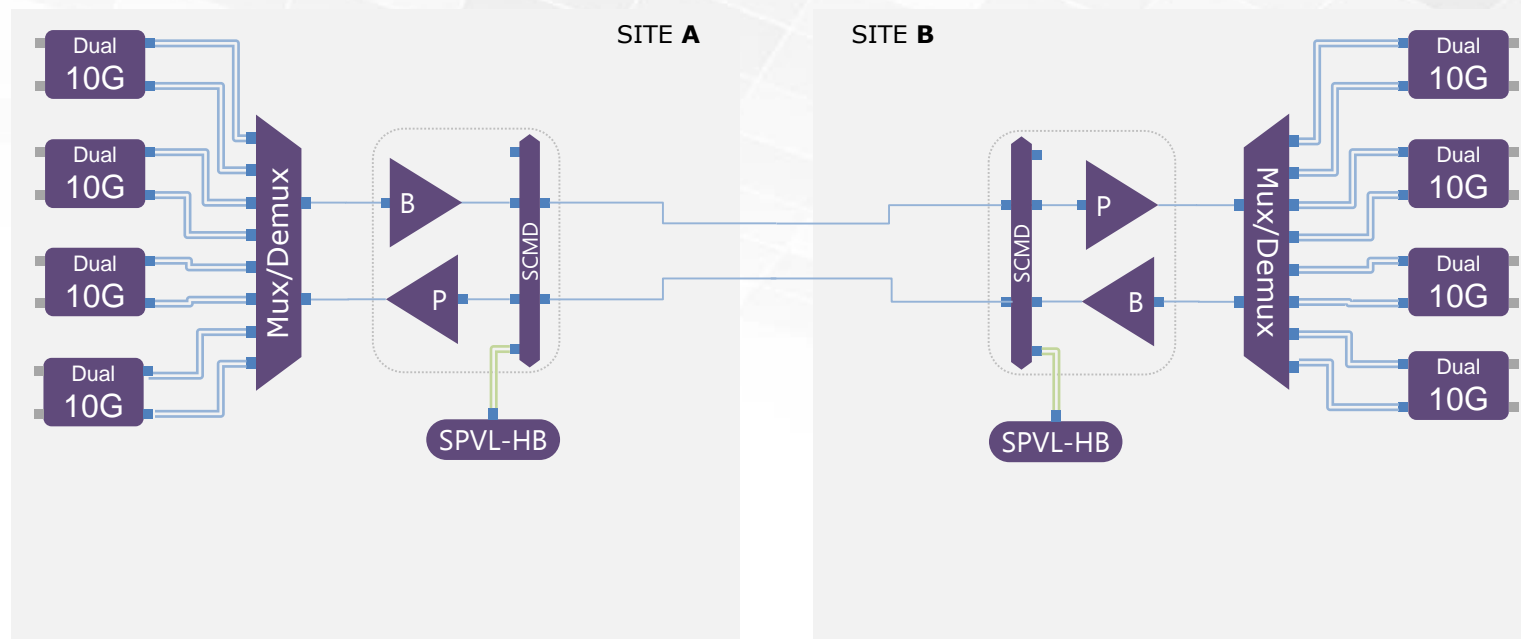 SITE A
SITE B
Dual
10G
Dual
10G
Dual
10G
Dual
10G
Mux/Demux
B
P
SCMD
SPVL-HB
SCMD
P
B
SPVL-HB
Mux/Demux
Dual
10G
Dual
10G
Dual
10G
Dual
10G